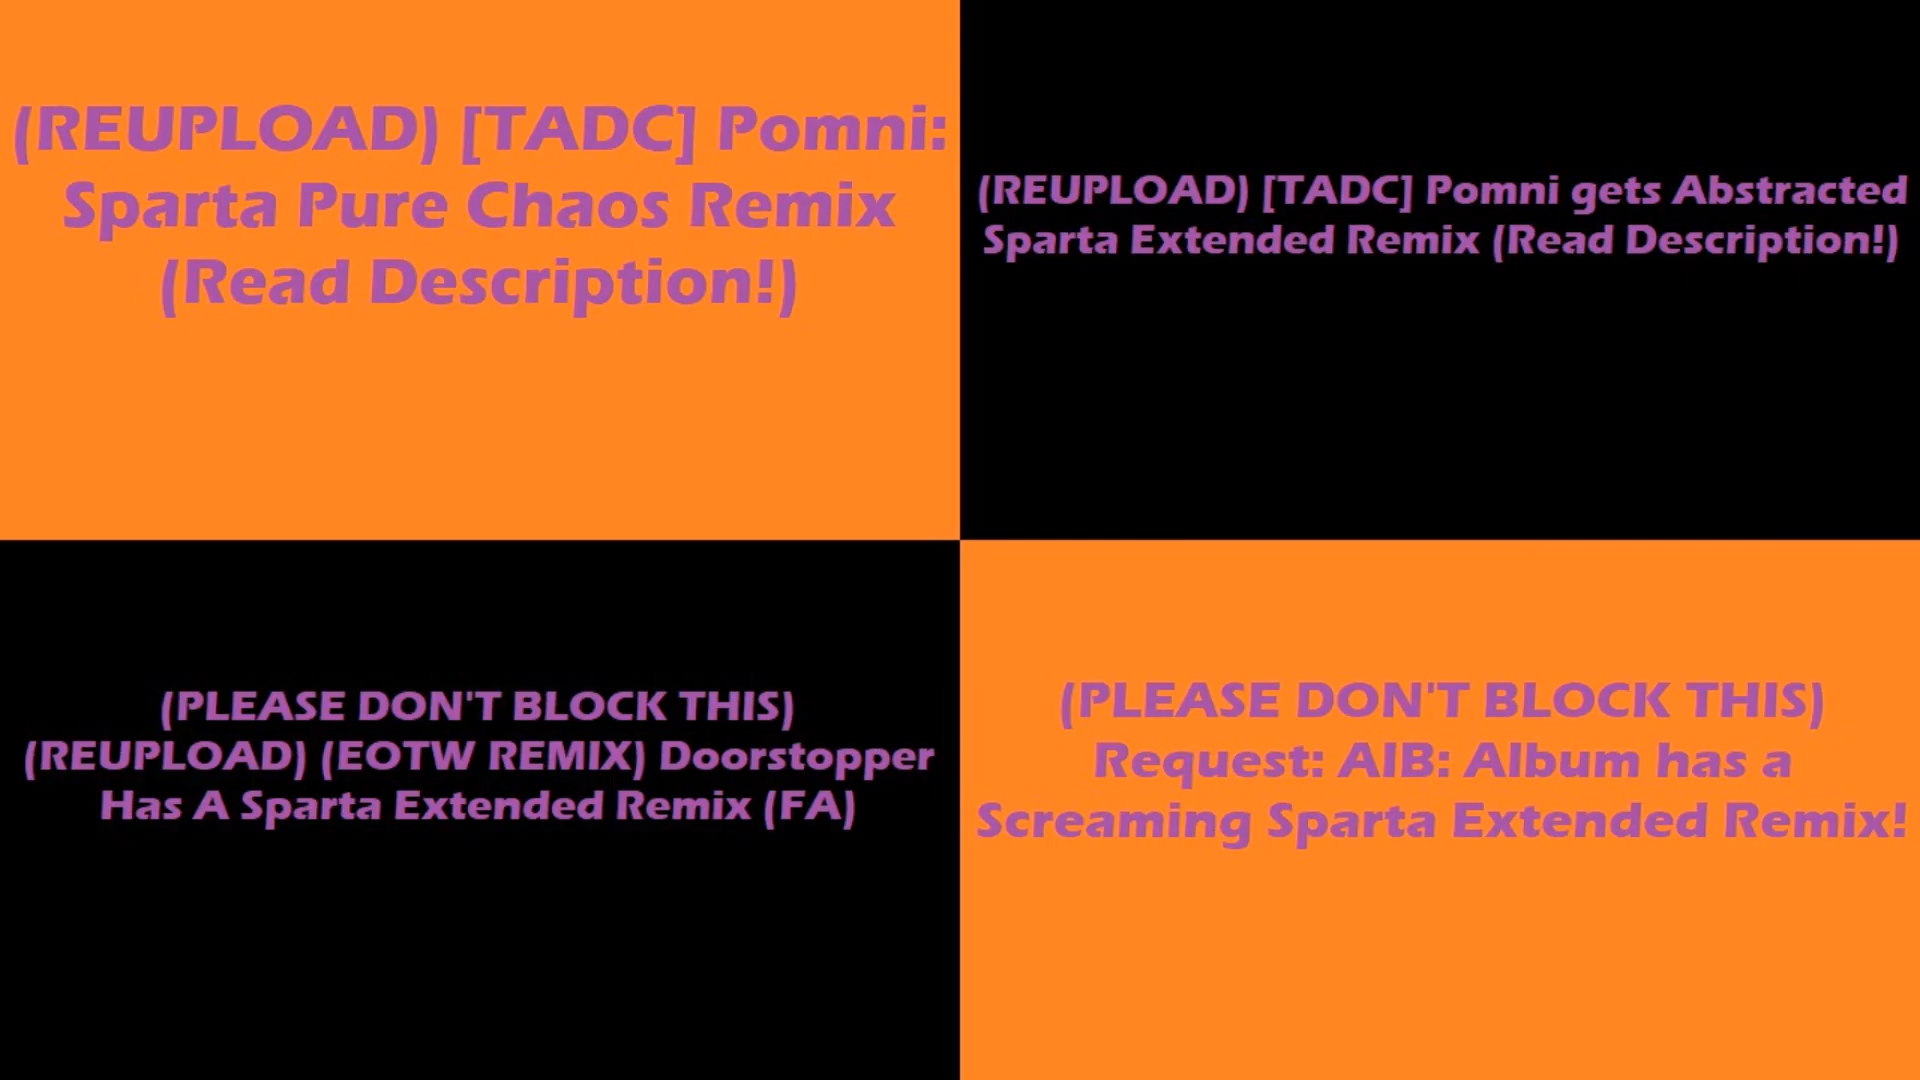 (REUPLOAD) [TADC] Pomni:
Sparta Pure Chaos Remix
(Read Description!)
(REUPLOAD) [TADC] Pomni gets Abstracted
Sparta Extended Remix (Read Description!)
(PLEASE DON'T BLOCK THIS)
(REUPLOAD) (EOTW REMIX) Doorstopper
Has A Sparta Extended Remix (FA)
(PLEASE DON'T BLOCK THIS)
Request: AIB: Album has a
Screaming Sparta Extended Remix!